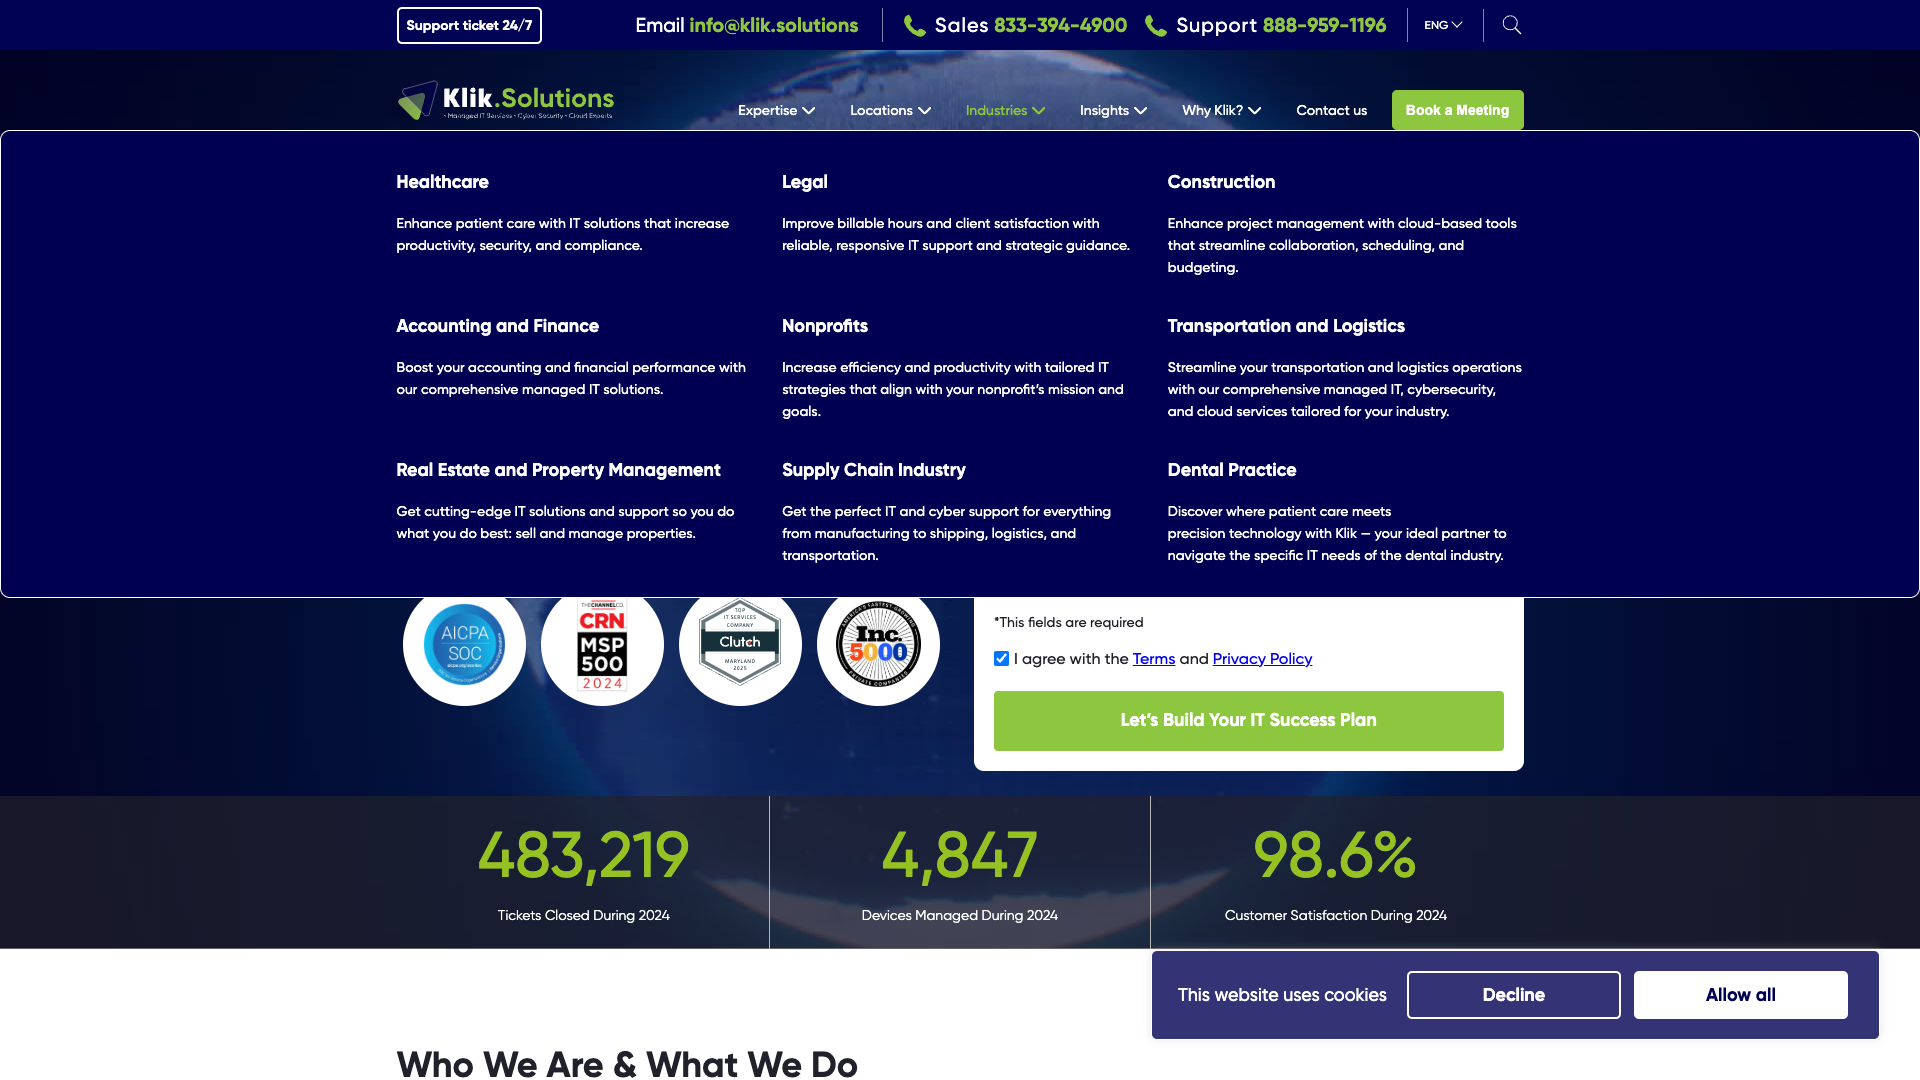 Support ticket 24/7
Email info@klik.solutions
Sales 833-394-4900
Support 888-959-1196
ENG
Klik.Solutions
• Managed IT Services • Cyber Security • Cloud Experts
Expertise
Locations
Industries
Insights
Why Klik?
Contact us
Book a Meeting
Healthcare
Enhance patient care with IT solutions that increase
productivity, security, and compliance.
Legal
Improve billable hours and client satisfaction with
reliable, responsive IT support and strategic guidance.
Construction
Enhance project management with cloud-based tools
that streamline collaboration, scheduling, and
budgeting.
Accounting and Finance
Boost your accounting and financial performance with
our comprehensive managed IT solutions.
Nonprofits
Increase efficiency and productivity with tailored IT
strategies that align with your nonprofit's mission and
goals.
Transportation and Logistics
Streamline your transportation and logistics operations
with our comprehensive managed IT, cybersecurity,
and cloud services tailored for your industry.
Real Estate and Property Management
Get cutting-edge IT solutions and support so you do
what you do best: sell and manage properties.
Supply Chain Industry
Get the perfect IT and cyber support for everything
from manufacturing to shipping, logistics, and
transportation.
Dental Practice
Discover where patient care meets
precision technology with Klik — your ideal partner to
navigate the specific IT needs of the dental industry.
AICPA
SOC
THE CHANNEL CO.
CRN
MSP
500
2024
TOP
IT SERVICES
COMPANY
Clutch
MARYLAND
2025
AMERICA'S FASTEST-GROWING
Inc.
5000
PRIVATE COMPANIES
*This fields are required
I agree with the Terms and Privacy Policy
Let's Build Your IT Success Plan
483,219
Tickets Closed During 2024
4,847
Devices Managed During 2024
98.6%
Customer Satisfaction During 2024
This website uses cookies
Decline
Allow all
Who We Are & What We Do